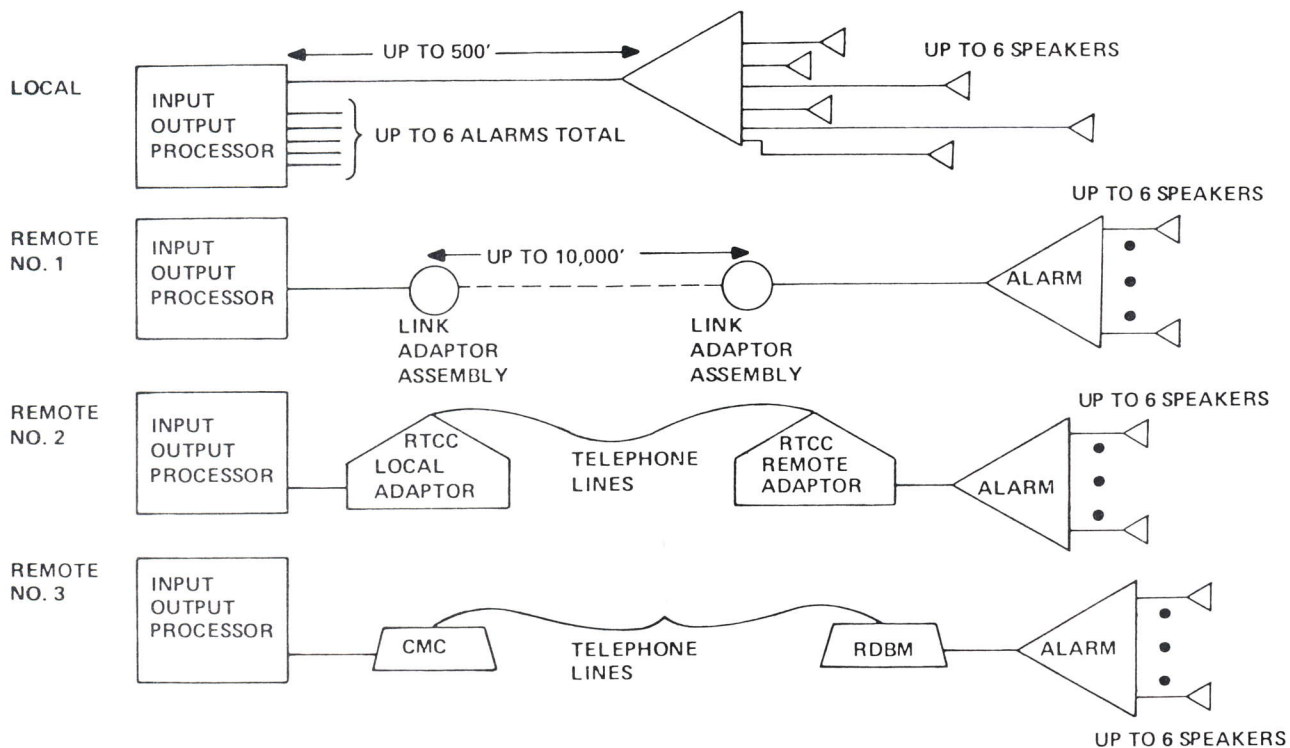 LOCAL
INPUT
OUTPUT
PROCESSOR
UP TO 500'
UP TO 6 ALARMS TOTAL
UP TO 6 SPEAKERS
REMOTE
NO. 1
INPUT
OUTPUT
PROCESSOR
UP TO 10,000'
LINK
ADAPTOR
ASSEMBLY
LINK
ADAPTOR
ASSEMBLY
ALARM
UP TO 6 SPEAKERS
REMOTE
NO. 2
INPUT
OUTPUT
PROCESSOR
RTCC
LOCAL
ADAPTOR
TELEPHONE
LINES
RTCC
REMOTE
ADAPTOR
ALARM
UP TO 6 SPEAKERS
REMOTE
NO. 3
INPUT
OUTPUT
PROCESSOR
CMC
TELEPHONE
LINES
RDBM
ALARM
UP TO 6 SPEAKERS